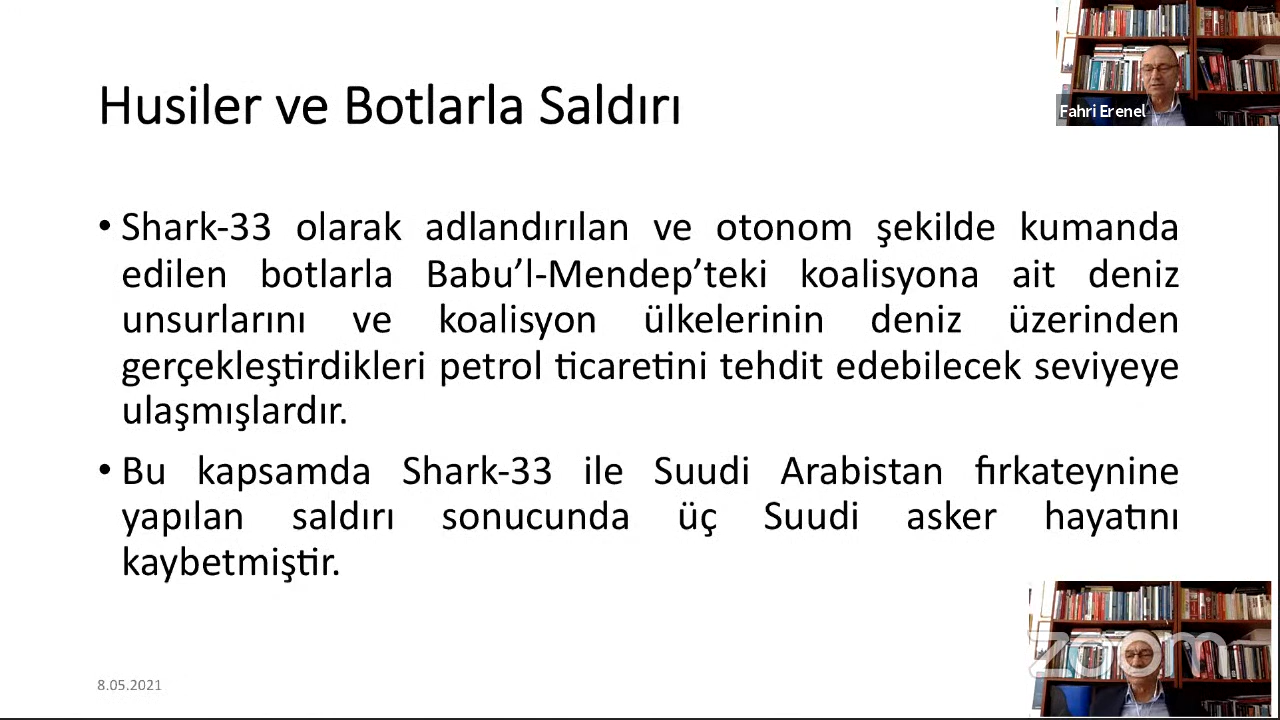 Husiler ve Botlarla Saldırı
Fahri Erenel
• Shark-33 olarak adlandırılan ve otonom şekilde kumanda
edilen botlarla Babu’l-Mendep’teki koalisyona ait deniz
unsurlarını ve koalisyon ülkelerinin deniz üzerinden
gerçekleştirdikleri petrol ticaretini tehdit edebilecek seviyeye
ulaşmışlardır.
• Bu kapsamda Shark-33 ile Suudi Arabistan fırkateynine
yapılan saldırı sonucunda üç Suudi asker hayatını
kaybetmiştir.
zoom
8.05.2021